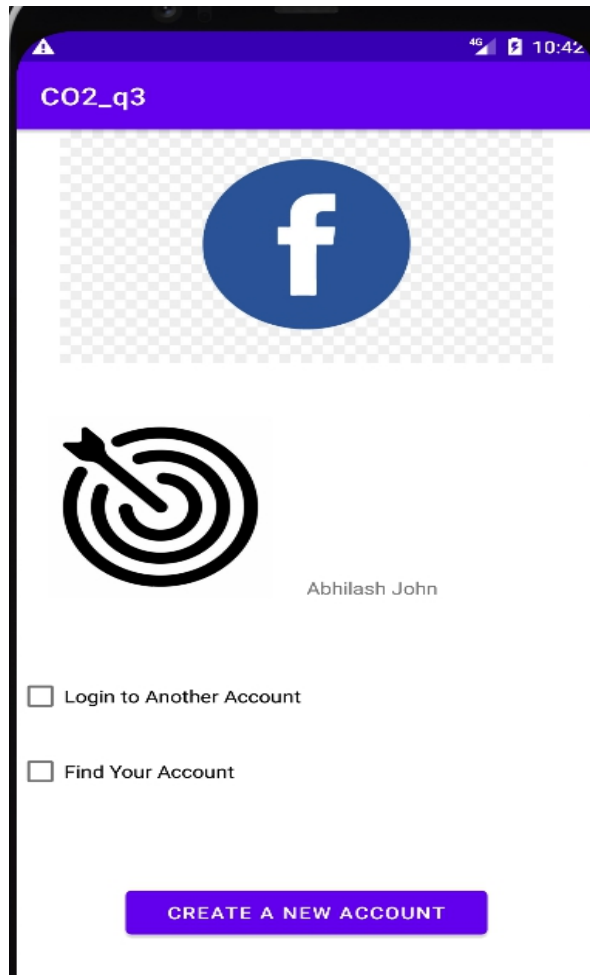 4G 10:42
CO2_q3
f
Abhilash John
Login to Another Account
Find Your Account
CREATE A NEW ACCOUNT